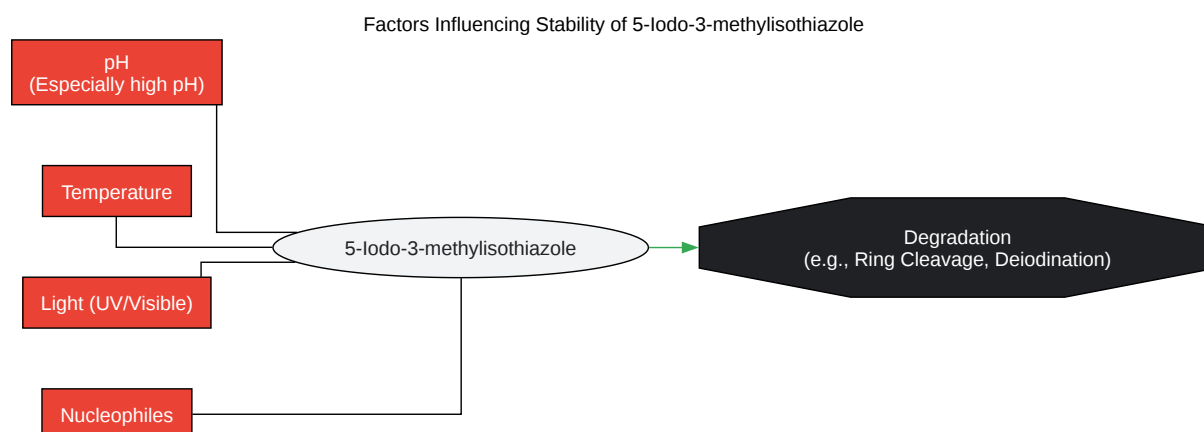 Factors Influencing Stability of 5-Iodo-3-methylisothiazole
pH
(Especially high pH)
Temperature
Light (UV/Visible)
Nucleophiles
5-Iodo-3-methylisothiazole
Degradation
(e.g., Ring Cleavage, Deiodination)